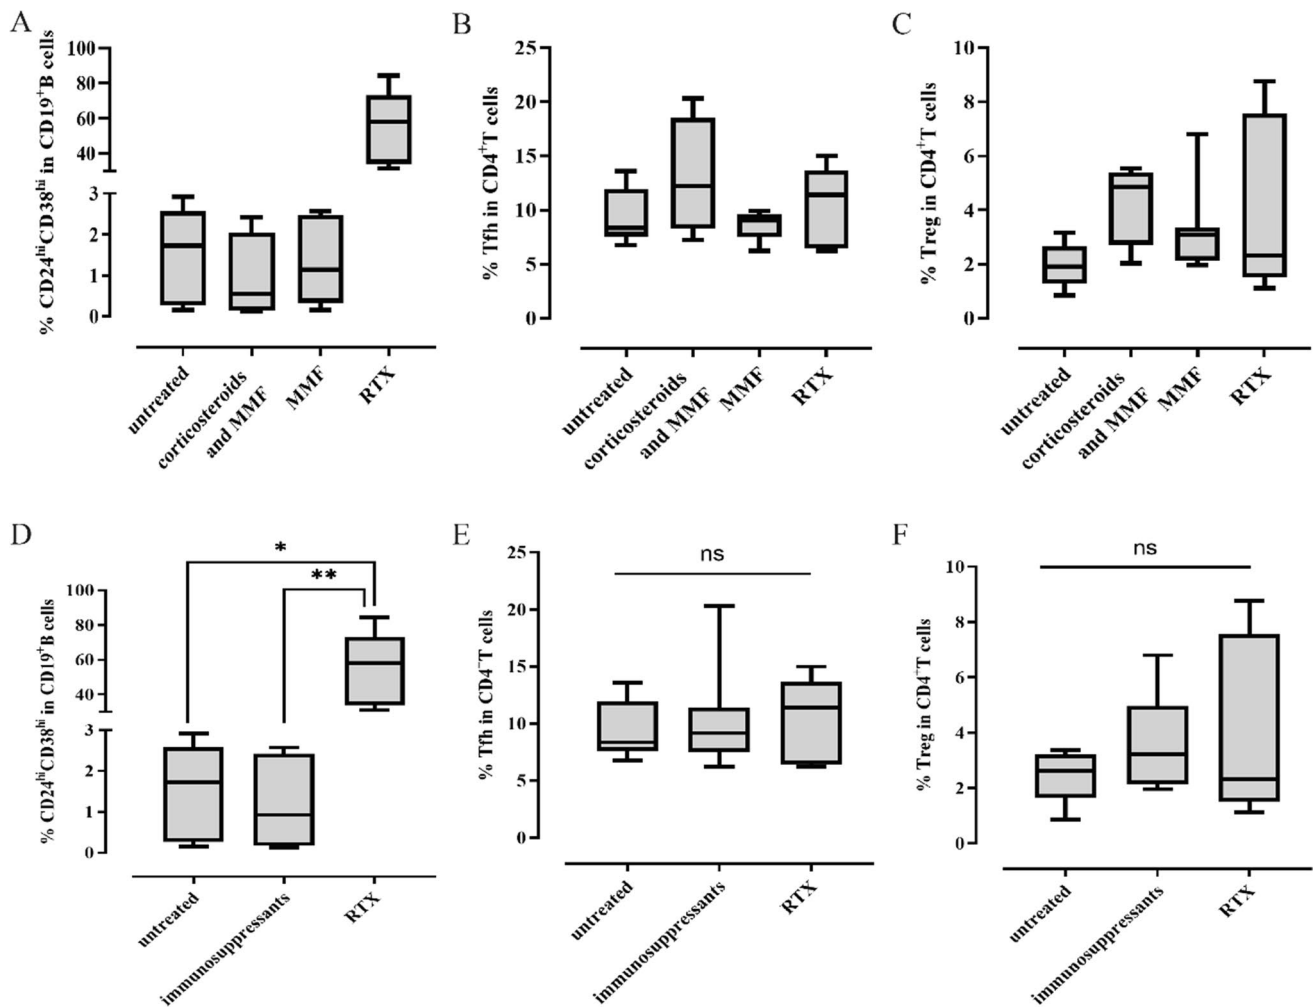 A
% CD24hiCD38hi in CD19+B cells
100
80
60
40
3
2
1
0
untreated
corticosteroids
and MMF
MMF
RTX
B
% Tfh in CD4+T cells
25
20
15
10
5
0
untreated
corticosteroids
and MMF
MMF
RTX
C
% Treg in CD4+T cells
10
8
6
4
2
0
untreated
corticosteroids
and MMF
MMF
RTX
D
% CD24hiCD38hi in CD19+B cells
*
**
100
80
60
40
3
2
1
0
untreated
immunosuppressants
RTX
E
% Tfh in CD4+T cells
ns
25
20
15
10
5
0
untreated
immunosuppressants
RTX
F
% Treg in CD4+T cells
ns
10
8
6
4
2
0
untreated
immunosuppressants
RTX